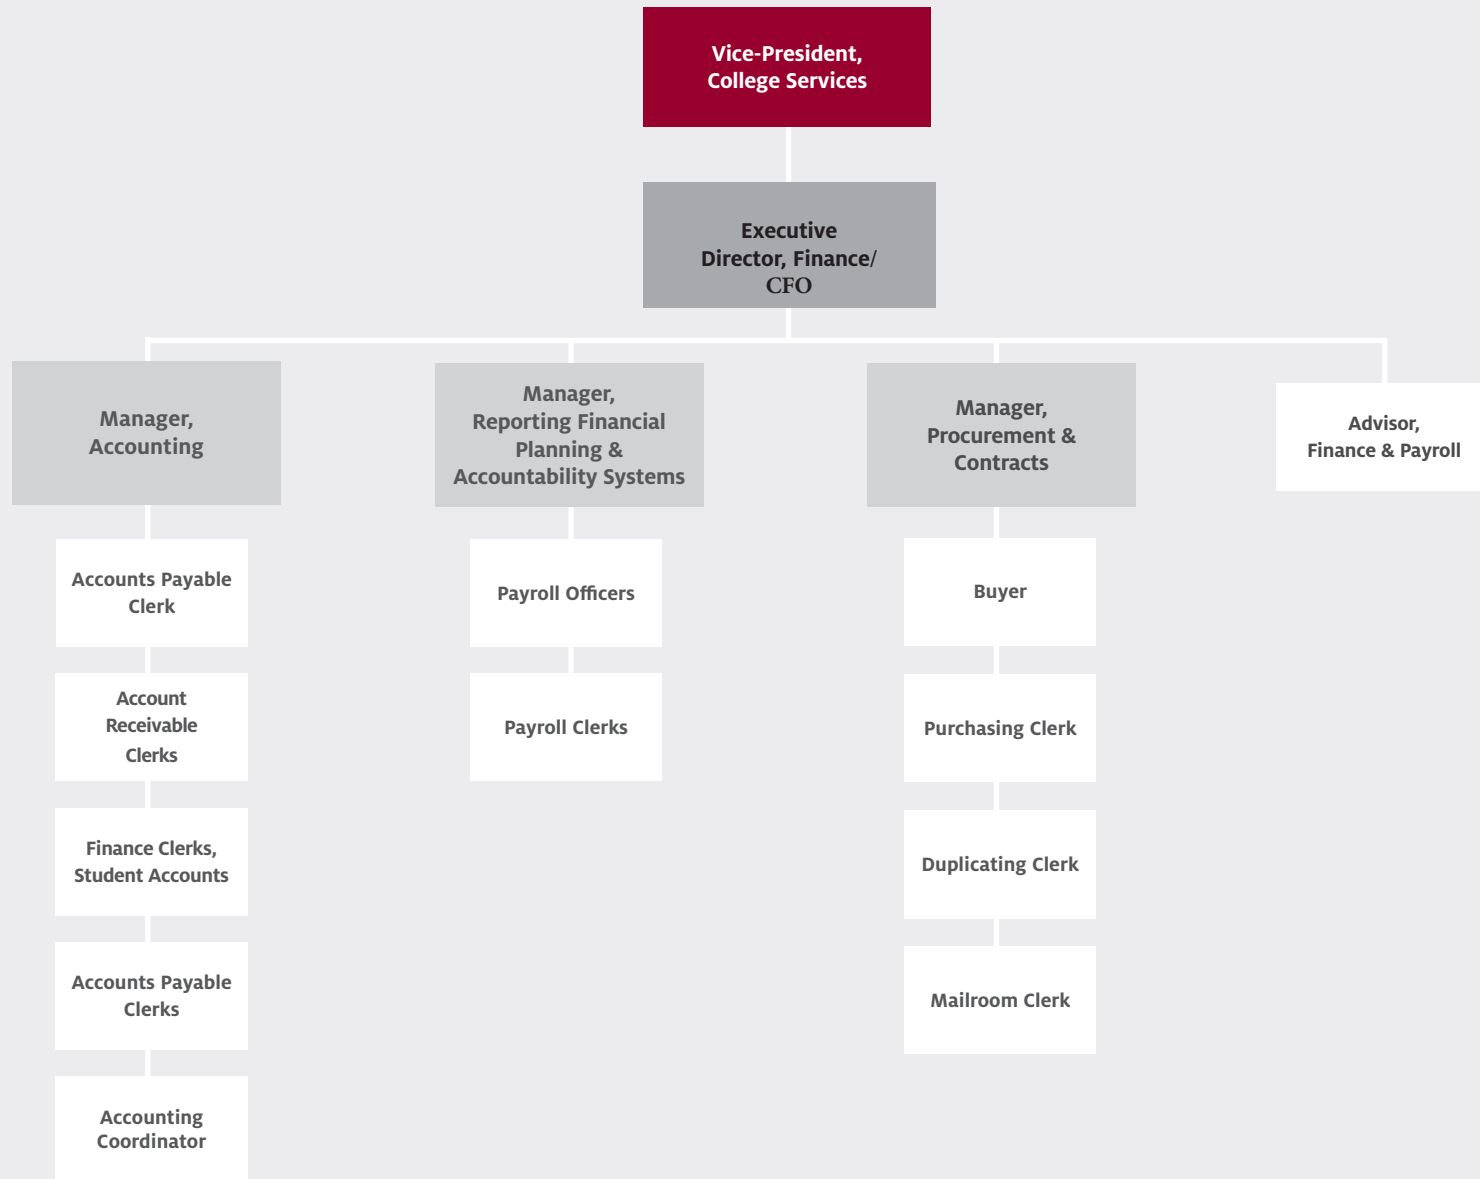 Vice-President,
College Services
Executive
Director, Finance/
CFO
Manager,
Accounting
Manager,
Reporting Financial
Planning &
Accountability Systems
Manager,
Procurement &
Contracts
Advisor,
Finance & Payroll
Accounts Payable
Clerk
Account
Receivable
Clerks
Finance Clerks,
Student Accounts
Accounts Payable
Clerks
Accounting
Coordinator
Payroll Officers
Payroll Clerks
Buyer
Purchasing Clerk
Duplicating Clerk
Mailroom Clerk